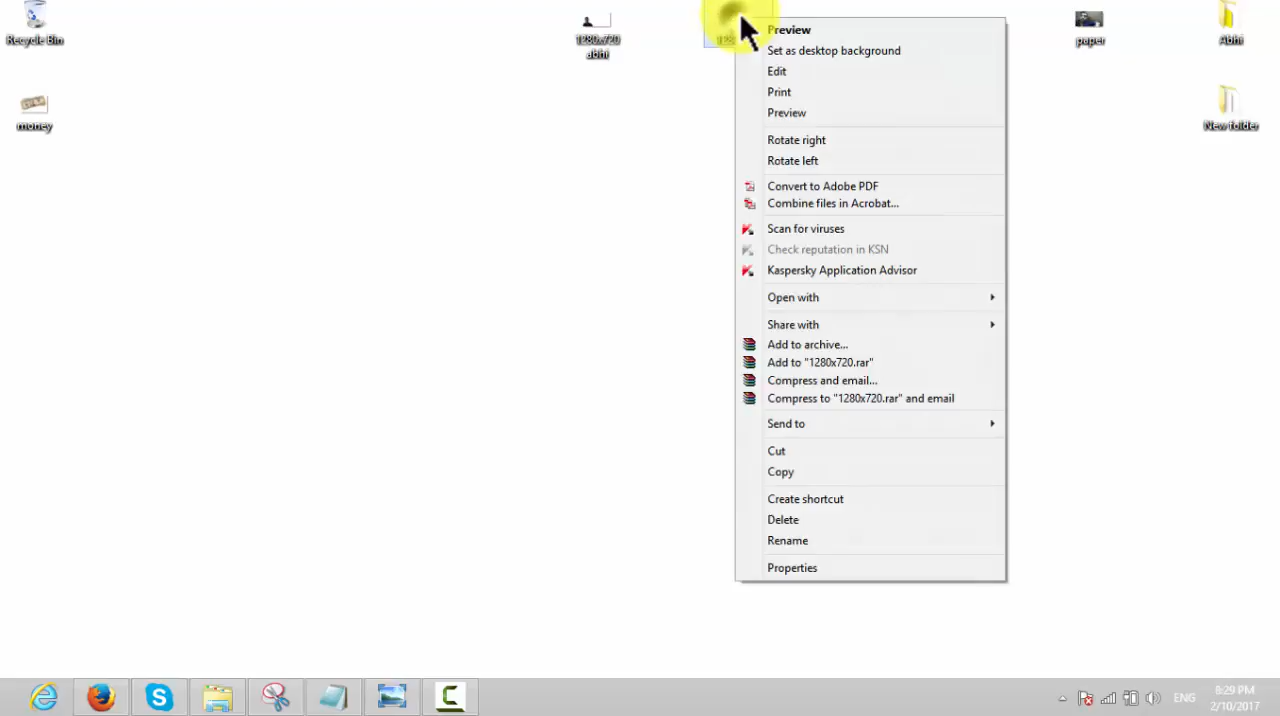 Recycle Bin
1280x720
abhi
paper
Abhi
money
New folder
Preview
Set as desktop background
Edit
Print
Preview
Rotate right
Rotate left
Convert to Adobe PDF
Combine files in Acrobat...
Scan for viruses
Check reputation in KSN
Kaspersky Application Advisor
Open with
Share with
Add to archive...
Add to "1280x720.rar"
Compress and email...
Compress to "1280x720.rar" and email
Send to
Cut
Copy
Create shortcut
Delete
Rename
Properties
ENG
8:29 PM
2/10/2017